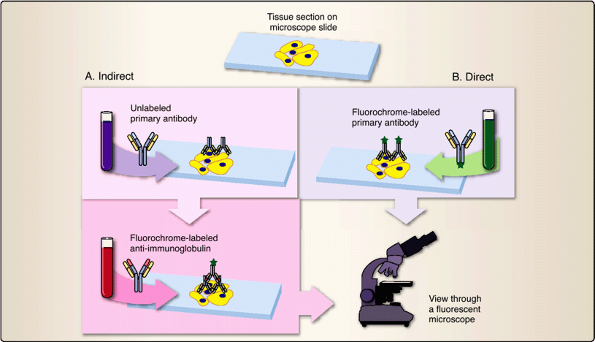 Tissue section on
microscope slide
A. Indirect
B. Direct
Unlabeled
primary antibody
Fluorochrome-labeled
primary antibody
Fluorochrome-labeled
anti-immunoglobulin
View through
a fluorescent
microscope